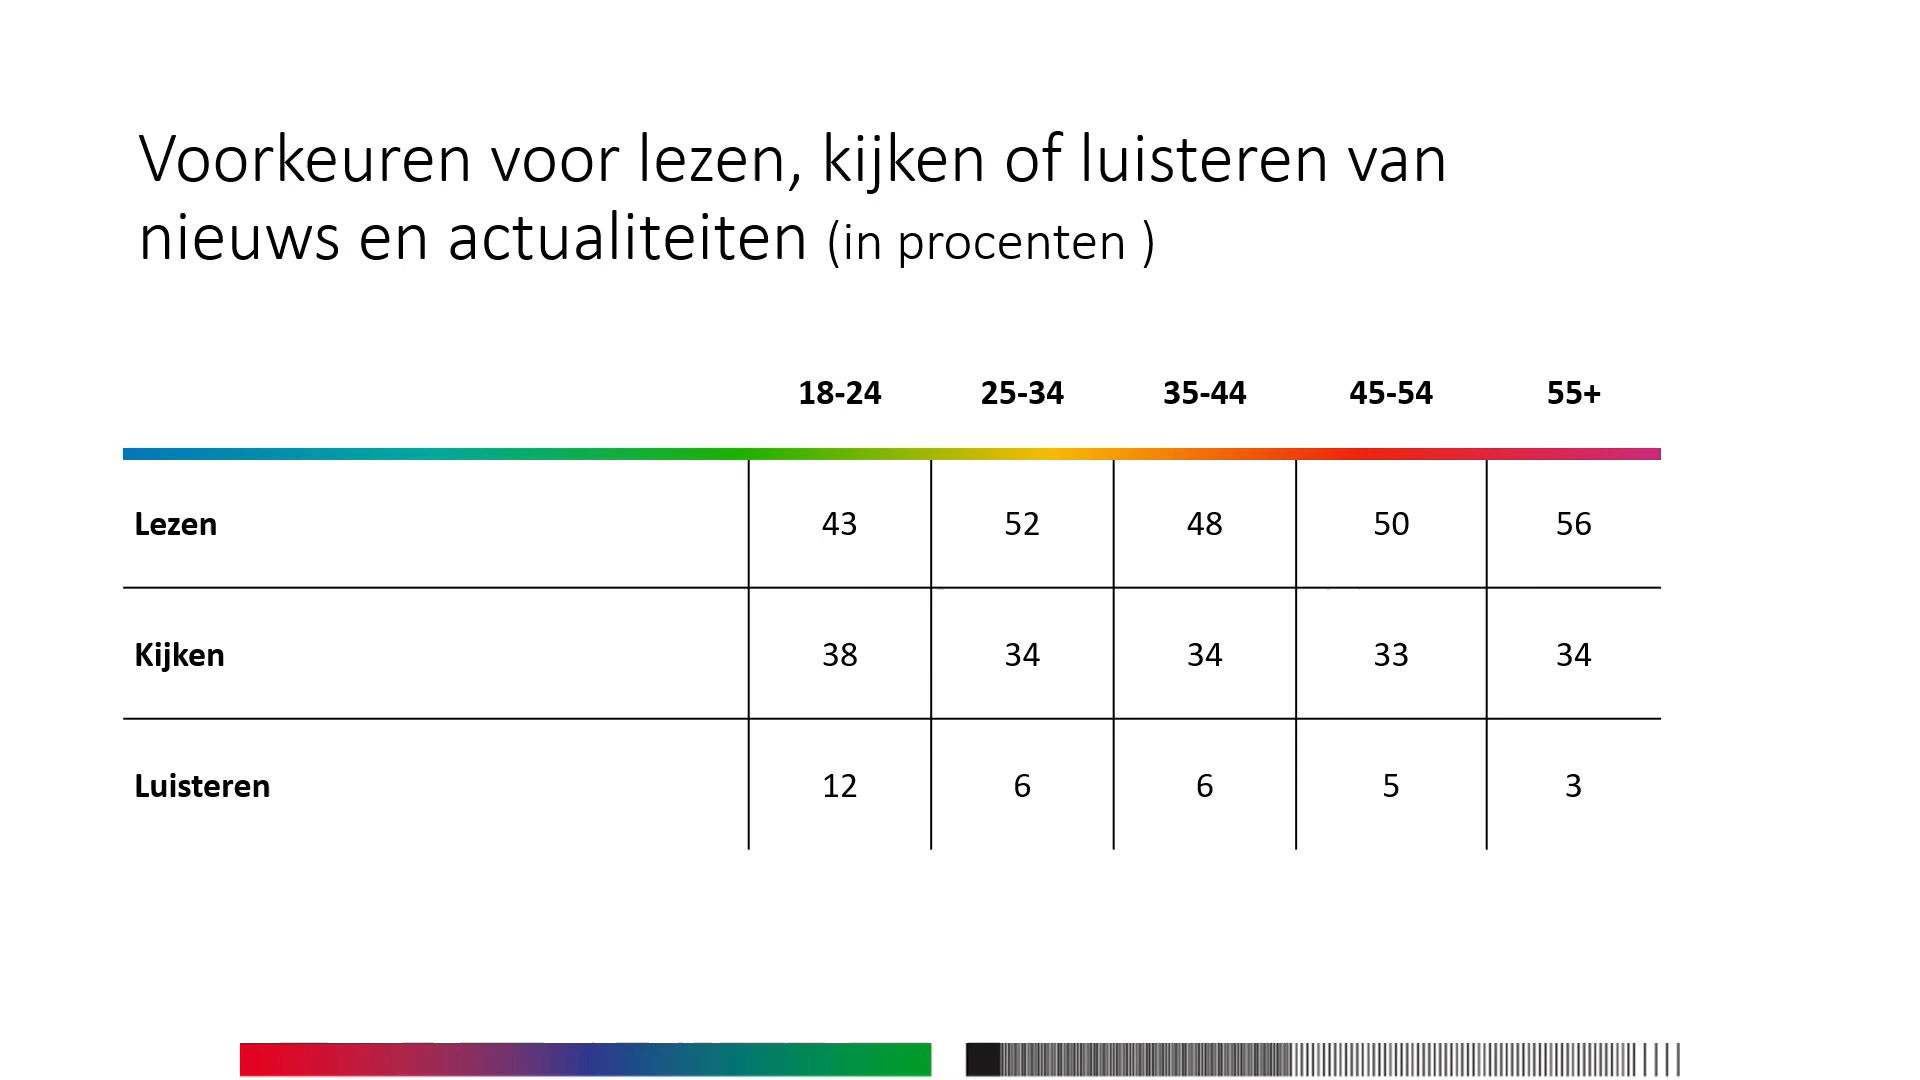 Voorkeuren voor lezen, kijken of luisteren van
nieuws en actualiteiten (in procenten )
18-24 25-34 35-44 45-54 55+
Lezen 43 52 48 50 56
Kijken 38 34 34 33 34
Luisteren 12 6 6 5 3